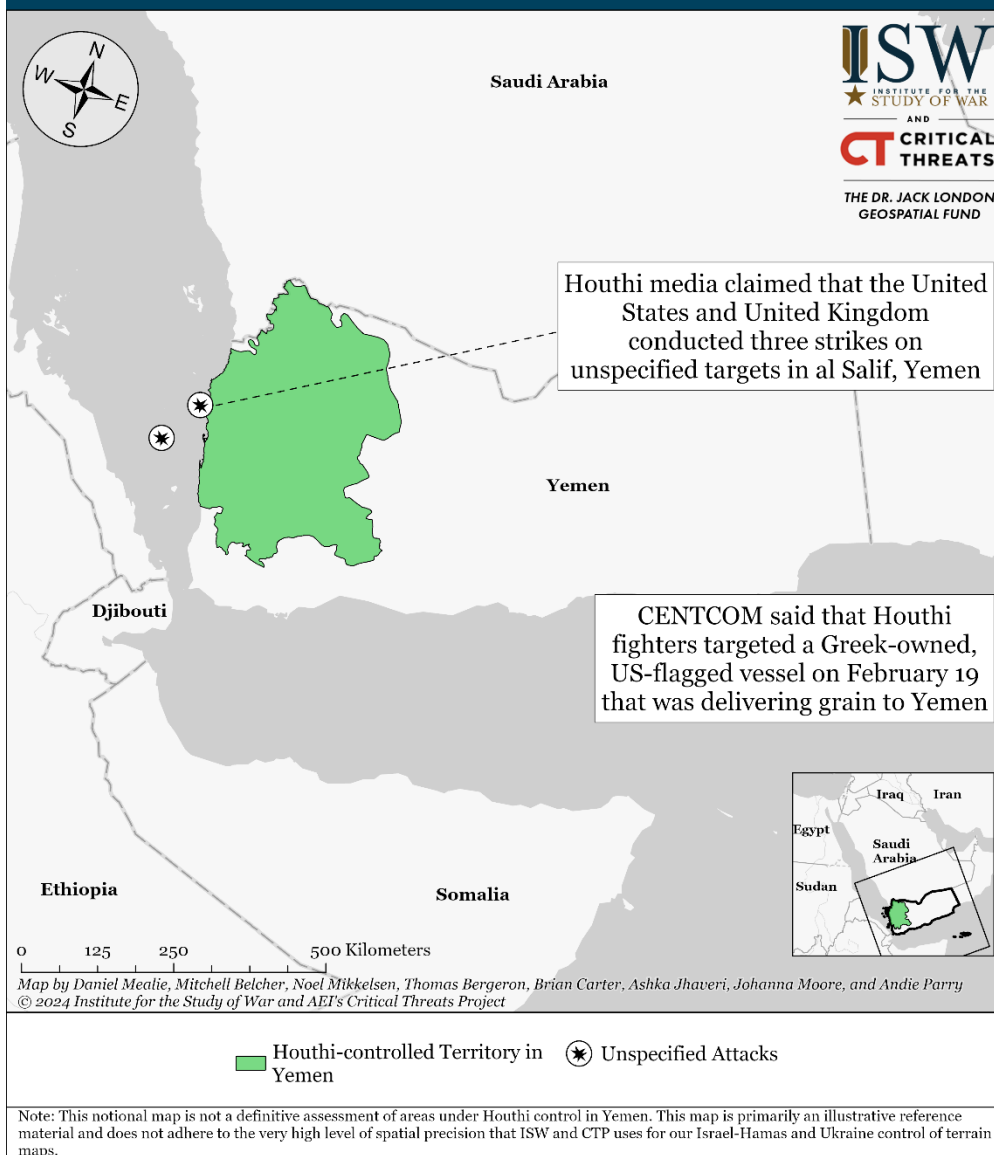 N
W
E
S
Saudi Arabia
ISW
INSTITUTE FOR THE
STUDY OF WAR
AND
CT CRITICAL
THREATS
THE DR. JACK LONDON
GEOSPATIAL FUND
Houthi media claimed that the United
States and United Kingdom
conducted three strikes on
unspecified targets in al Salif, Yemen
Yemen
Djibouti
CENTCOM said that Houthi
fighters targeted a Greek-owned,
US-flagged vessel on February 19
that was delivering grain to Yemen
Iraq
Iran
Egypt
Saudi
Arabia
Sudan
Ethiopia
Somalia
0 125 250 500 Kilometers
Map by Daniel Mealie, Mitchell Belcher, Noel Mikkelsen, Thomas Bergeron, Brian Carter, Ashka Jhaveri, Johanna Moore, and Andie Parry
© 2024 Institute for the Study of War and AEI's Critical Threats Project
Houthi-controlled Territory in
Yemen
Unspecified Attacks
Note: This notional map is not a definitive assessment of areas under Houthi control in Yemen. This map is primarily an illustrative reference
material and does not adhere to the very high level of spatial precision that ISW and CTP uses for our Israel-Hamas and Ukraine control of terrain
maps.